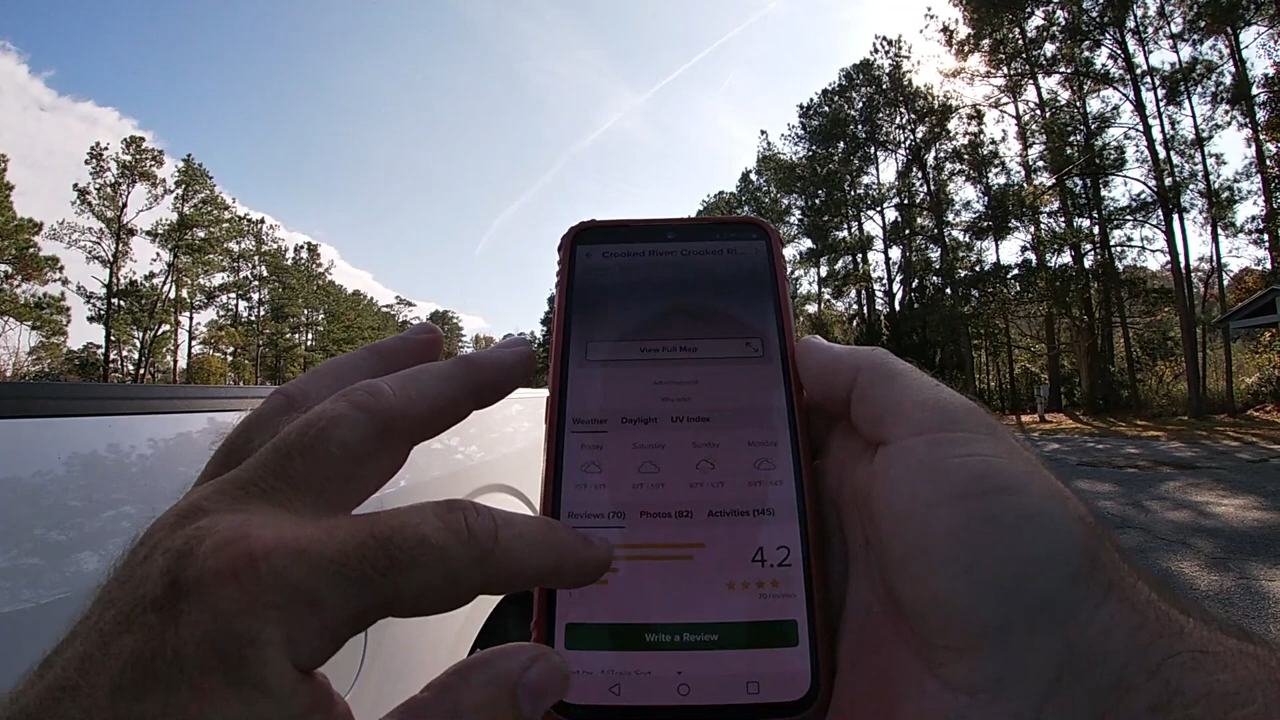 Crooked River: Crooked Ri...
View Full Map
Advertisement
Weather Daylight UV Index
Friday Saturday Sunday Monday
Reviews (70) Photos (82) Activities (145)
4.2
70 reviews
Write a Review